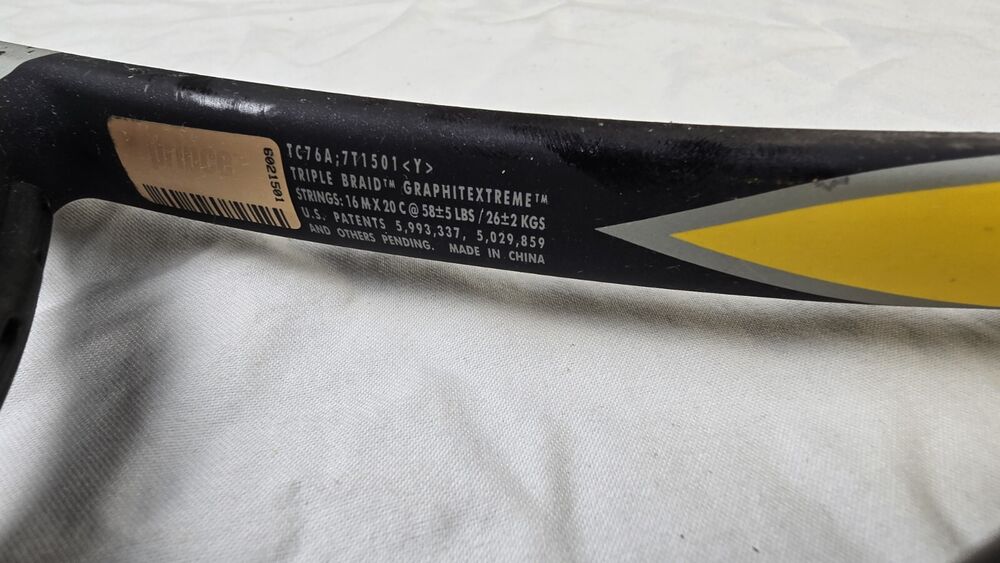 TC76A;7T1501<Y>
TRIPLE BRAID™ GRAPHITEXTREME™
STRINGS: 16 M X 20 C @ 58±5 LBS / 26±2 KGS
U.S. PATENTS 5,993,337, 5,029,859
AND OTHERS PENDING. MADE IN CHINA
6021501